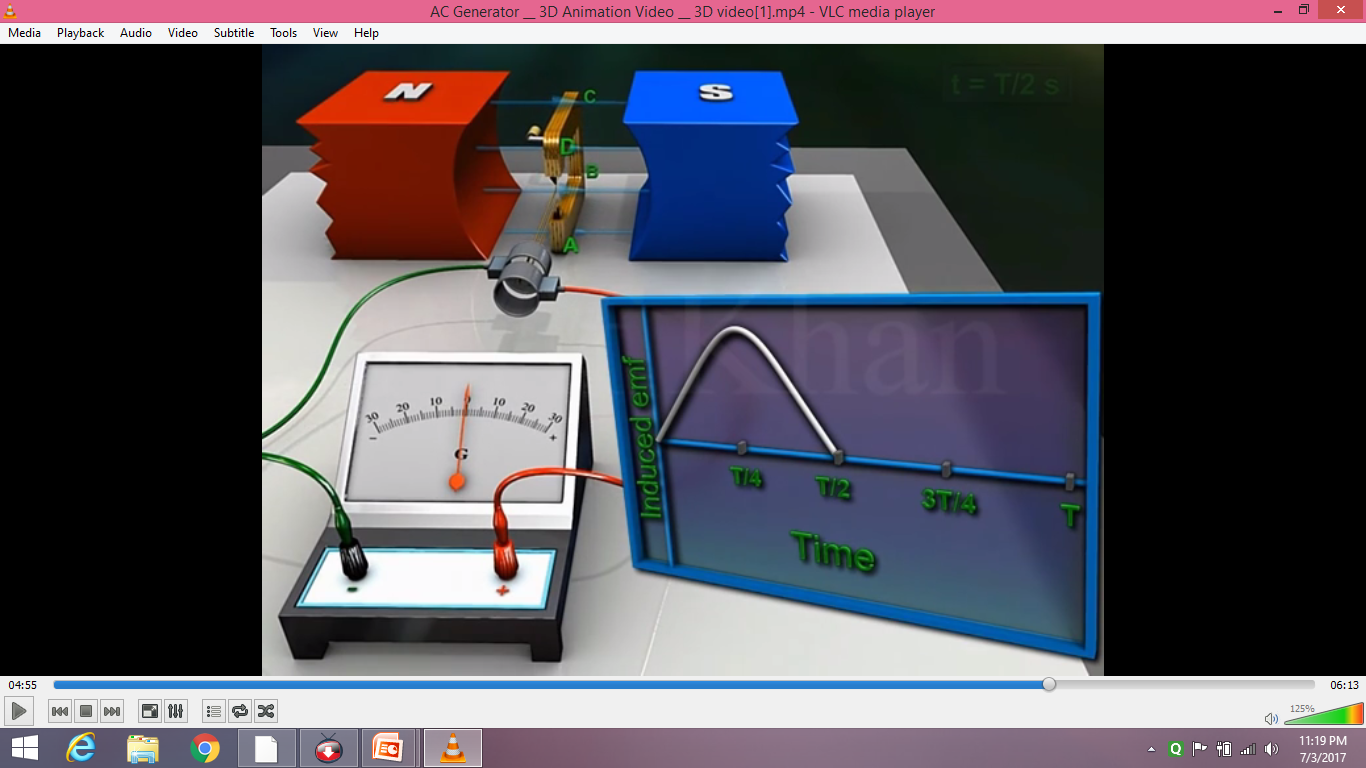 AC Generator __ 3D Animation Video __ 3D video[1].mp4 - VLC media player
Media Playback Audio Video Subtitle Tools View Help
N
S
t = T/2 s
C
D
B
A
Khan
Induced emf
T/4
T/2
3T/4
T
Time
30 20 10 0 10 20 30
- +
G
- +
04:55
06:13
125%
11:19 PM
7/3/2017